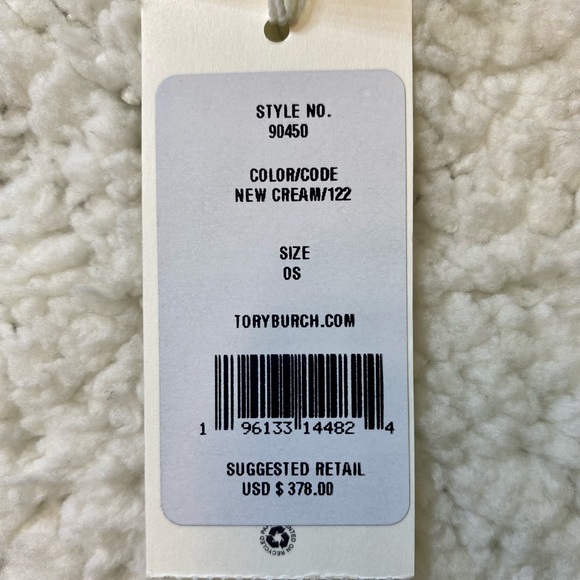 STYLE NO.
90450
COLOR/CODE
NEW CREAM/122
SIZE
OS
TORYBURCH.COM
1 96133 14482 4
SUGGESTED RETAIL
USD $ 378.00